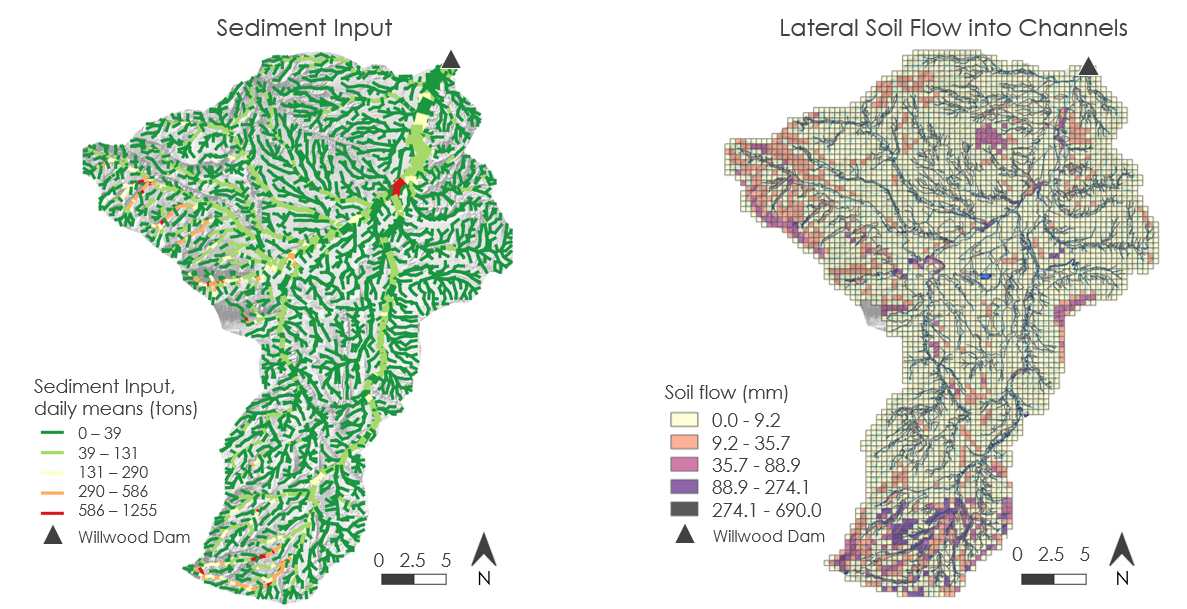 Sediment Input
Sediment Input,
daily means (tons)
0 – 39
39 – 131
131 – 290
290 – 586
586 – 1255
Willwood Dam
0 2.5 5
N
Lateral Soil Flow into Channels
Soil flow (mm)
0.0 - 9.2
9.2 - 35.7
35.7 - 88.9
88.9 - 274.1
274.1 - 690.0
Willwood Dam
0 2.5 5
N